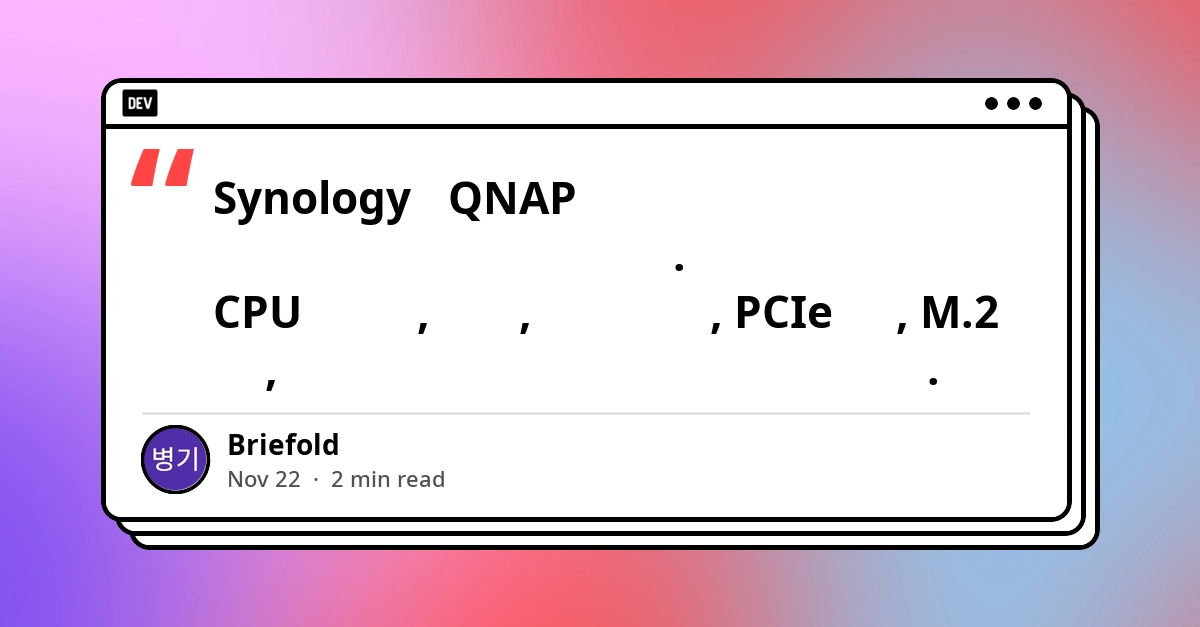 DEV
“
Synology QNAP
.
CPU , , , PCIe , M.2
, .
병기
Briefold
Nov 22 · 2 min read